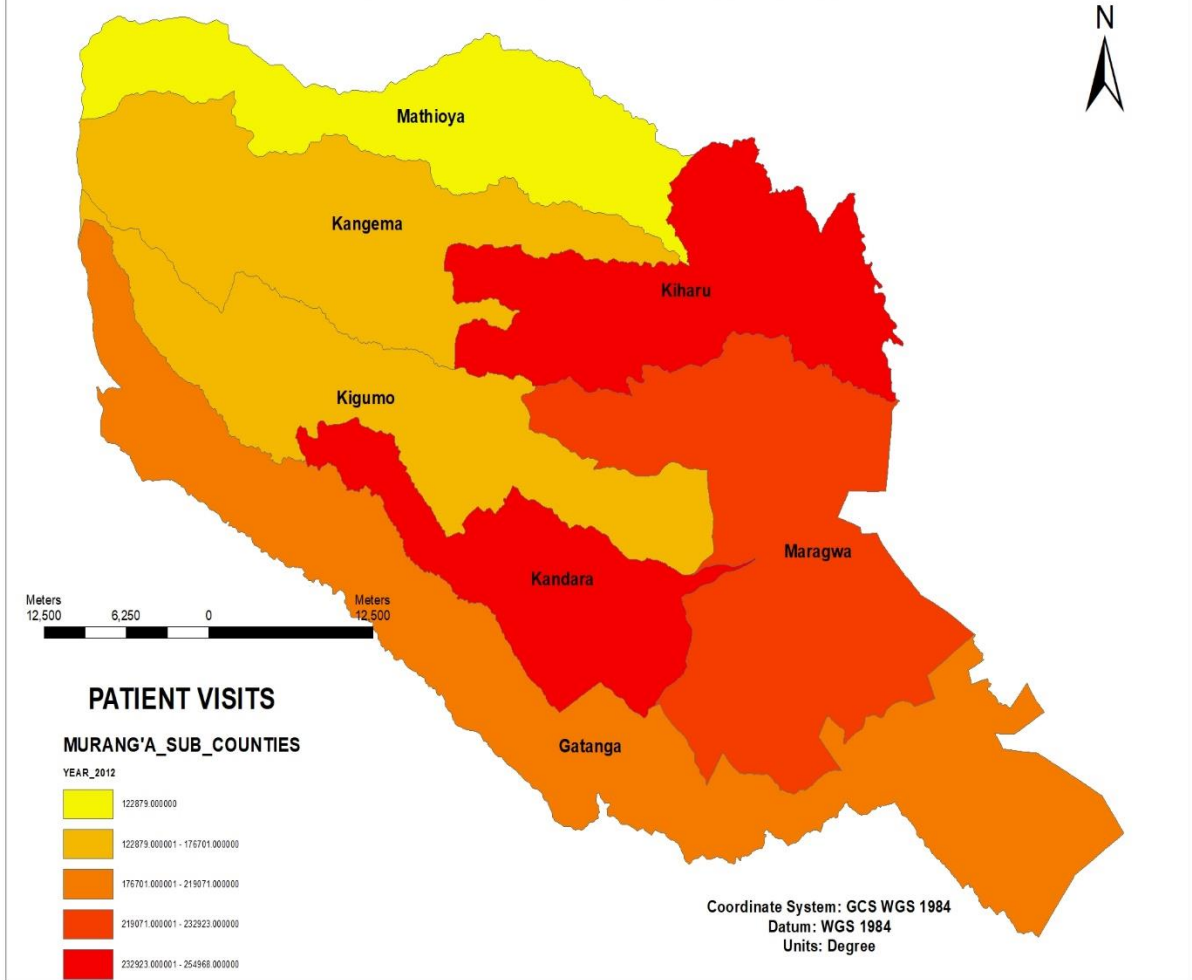 N
Mathioya
Kangema
Kiharu
Kigumo
Maragwa
Kandara
Meters Meters
12,500 6,250 0 12,500
PATIENT VISITS
Gatanga
MURANG'A_SUB_COUNTIES
YEAR_2012
122879.000000
122879.000001 - 176701.000000
176701.000001 - 219071.000000
219071.000001 - 232923.000000
232923.000001 - 254968.000000
Coordinate System: GCS WGS 1984
Datum: WGS 1984
Units: Degree